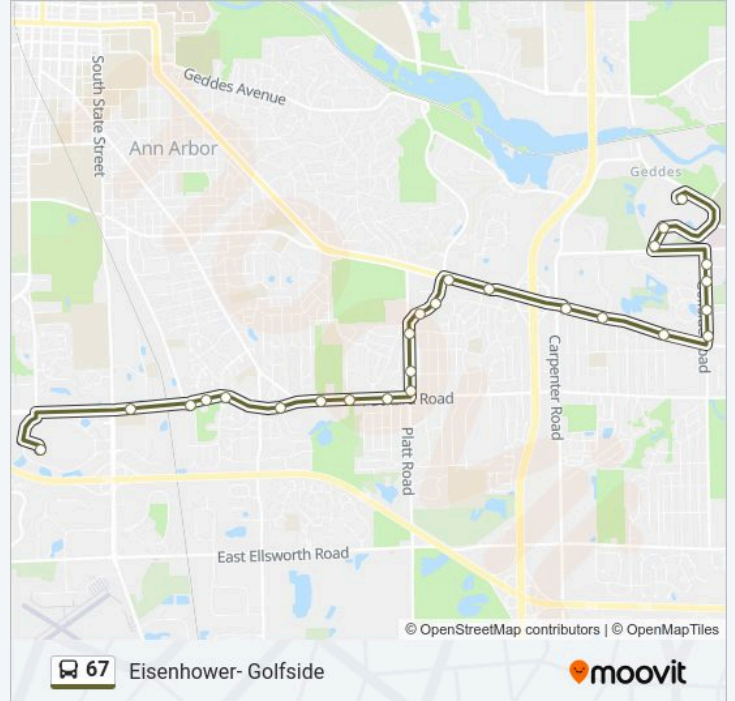 Geddes Avenue
South State Street
Ann Arbor
Geddes
Road
Carpenter Road
Road
Platt Road
East Ellsworth Road
© OpenStreetMap contributors | © OpenMapTiles
67 Eisenhower- Golfside
moovit